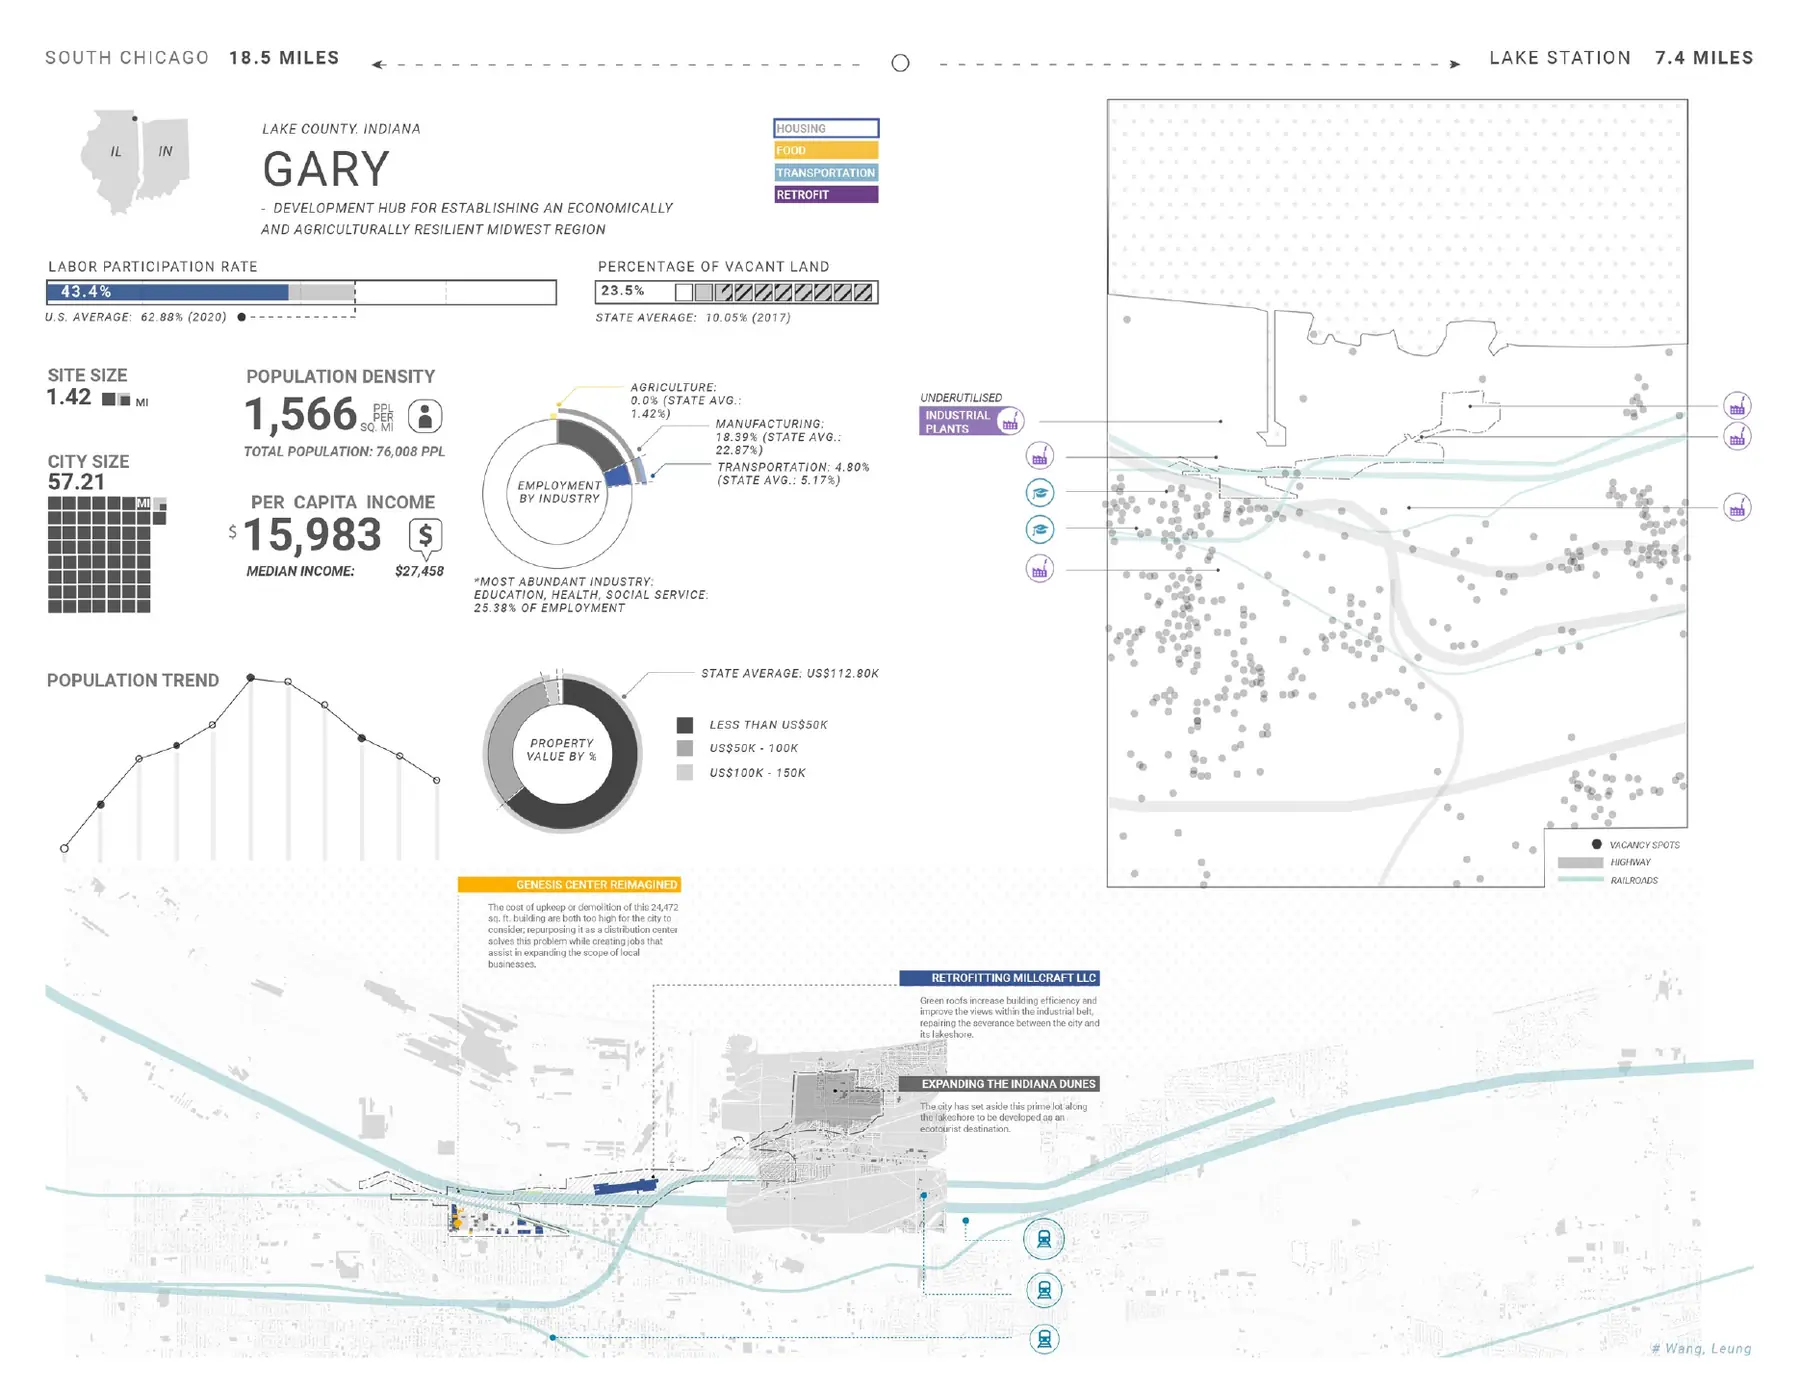 SOUTH CHICAGO 18.5 MILES
LAKE STATION 7.4 MILES
IL IN
LAKE COUNTY, INDIANA
GARY
- DEVELOPMENT HUB FOR ESTABLISHING AN ECONOMICALLY
AND AGRICULTURALLY RESILIENT MIDWEST REGION
HOUSING
FOOD
TRANSPORTATION
RETROFIT
LABOR PARTICIPATION RATE
43.4%
U.S. AVERAGE: 62.88% (2020)
PERCENTAGE OF VACANT LAND
23.5%
STATE AVERAGE: 10.05% (2017)
SITE SIZE
1.42 MI
CITY SIZE
57.21
MI
POPULATION DENSITY
1,566 PPL PER SQ. MI
TOTAL POPULATION: 76,008 PPL
PER CAPITA INCOME
$ 15,983
$
MEDIAN INCOME: $27,458
EMPLOYMENT
BY INDUSTRY
AGRICULTURE:
0.0% (STATE AVG.:
1.42%)
MANUFACTURING:
18.39% (STATE AVG.:
22.87%)
TRANSPORTATION: 4.80%
(STATE AVG.: 5.17%)
*MOST ABUNDANT INDUSTRY:
EDUCATION, HEALTH, SOCIAL SERVICE:
25.38% OF EMPLOYMENT
POPULATION TREND
PROPERTY
VALUE BY %
STATE AVERAGE: US$112.80K
LESS THAN US$50K
US$50K - 100K
US$100K - 150K
UNDERUTILISED
INDUSTRIAL
PLANTS
VACANCY SPOTS
HIGHWAY
RAILROADS
GENESIS CENTER REIMAGINED
The cost of upkeep or demolition of this 24,472
sq. ft. building are both too high for the city to
consider; repurposing it as a distribution center
solves this problem while creating jobs that
assist in expanding the scope of local
businesses.
RETROFITTING MILLCRAFT LLC
Green roofs increase building efficiency and
improve the views within the industrial belt,
repairing the severance between the city and
its lakeshore.
EXPANDING THE INDIANA DUNES
The city has set aside this prime lot along
the lakeshore to be developed as an
ecotourist destination.
# Wang, Leung